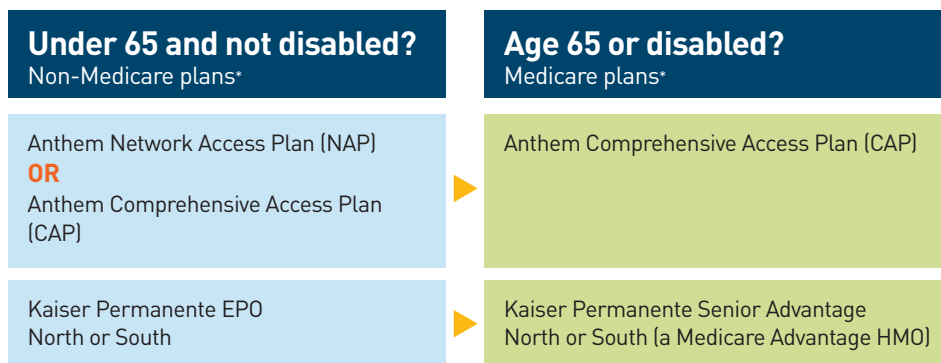 Under 65 and not disabled?
Non-Medicare plans*
Age 65 or disabled?
Medicare plans*
Anthem Network Access Plan (NAP)
OR
Anthem Comprehensive Access Plan
(CAP)
Anthem Comprehensive Access Plan (CAP)
Kaiser Permanente EPO
North or South
Kaiser Permanente Senior Advantage
North or South (a Medicare Advantage HMO)